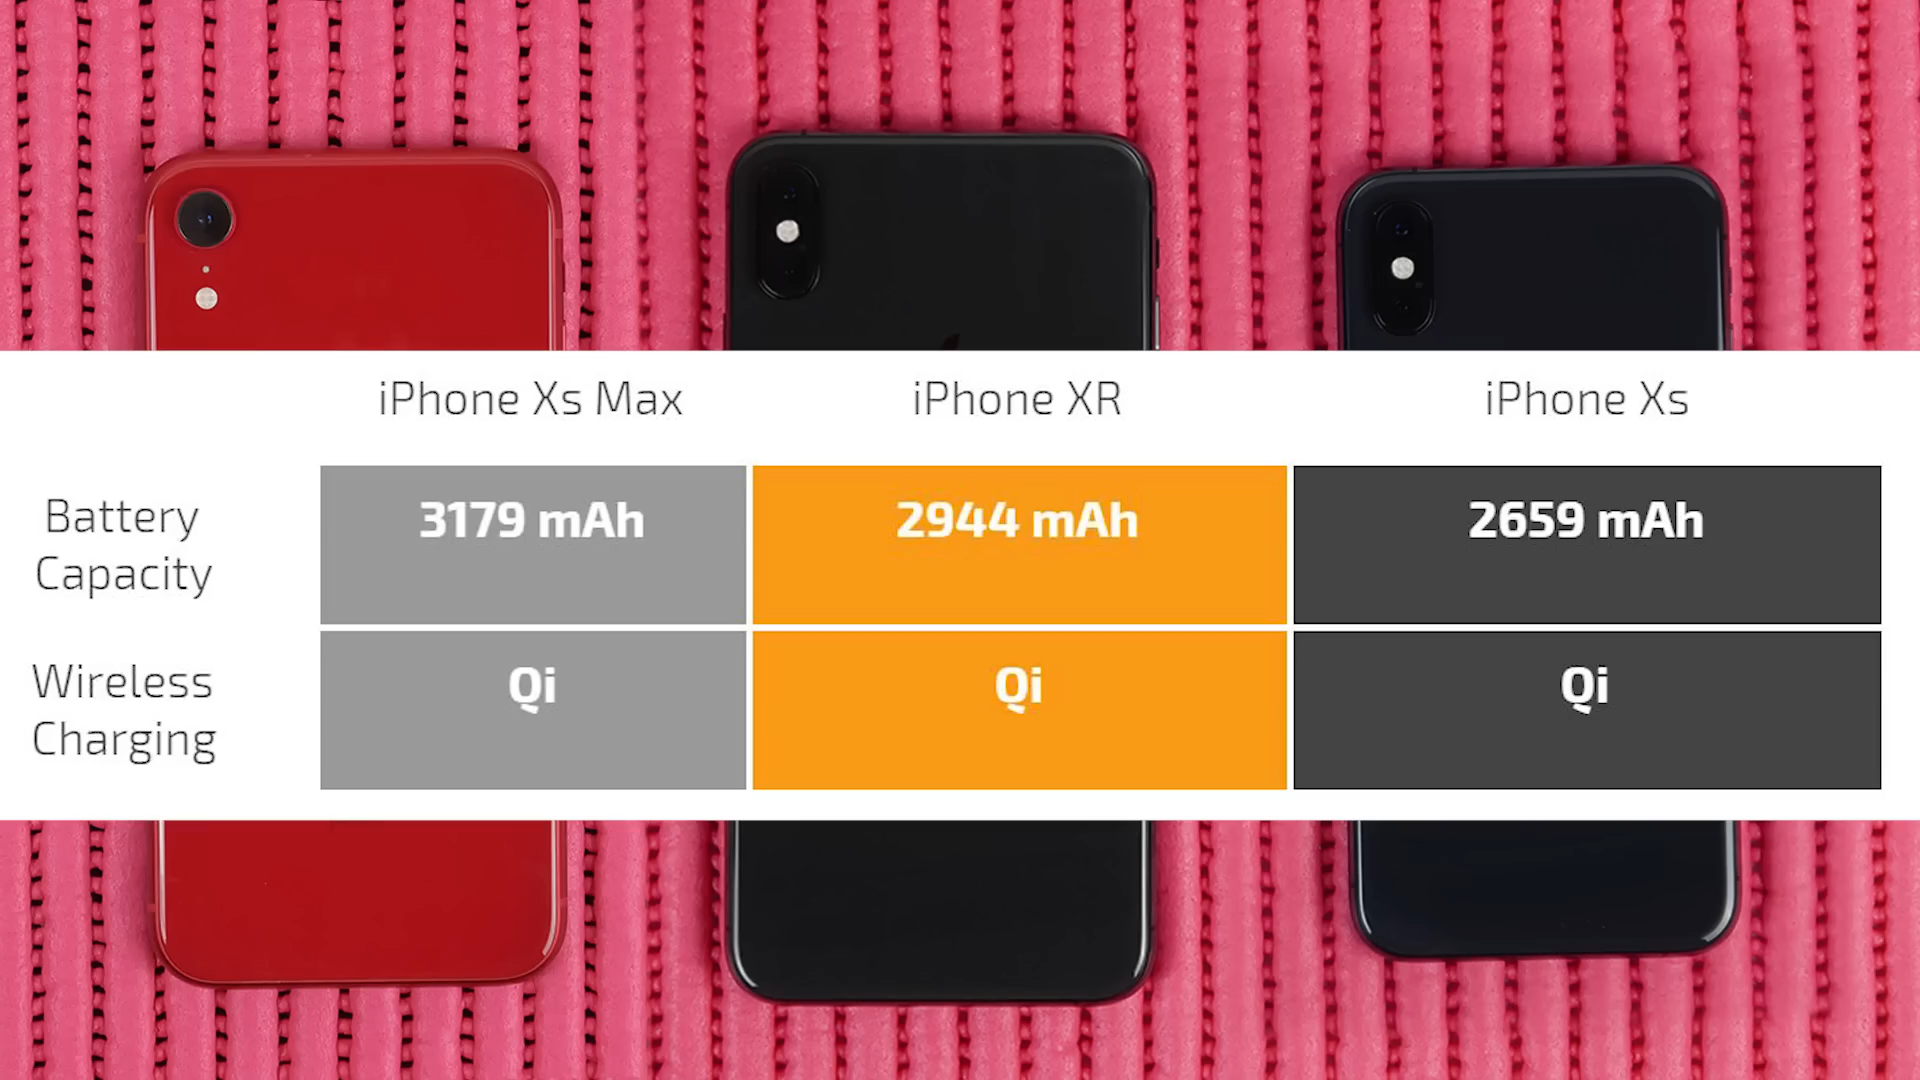 iPhone Xs Max iPhone XR iPhone Xs
Battery
Capacity
3179 mAh 2944 mAh 2659 mAh
Wireless
Charging
Qi Qi Qi